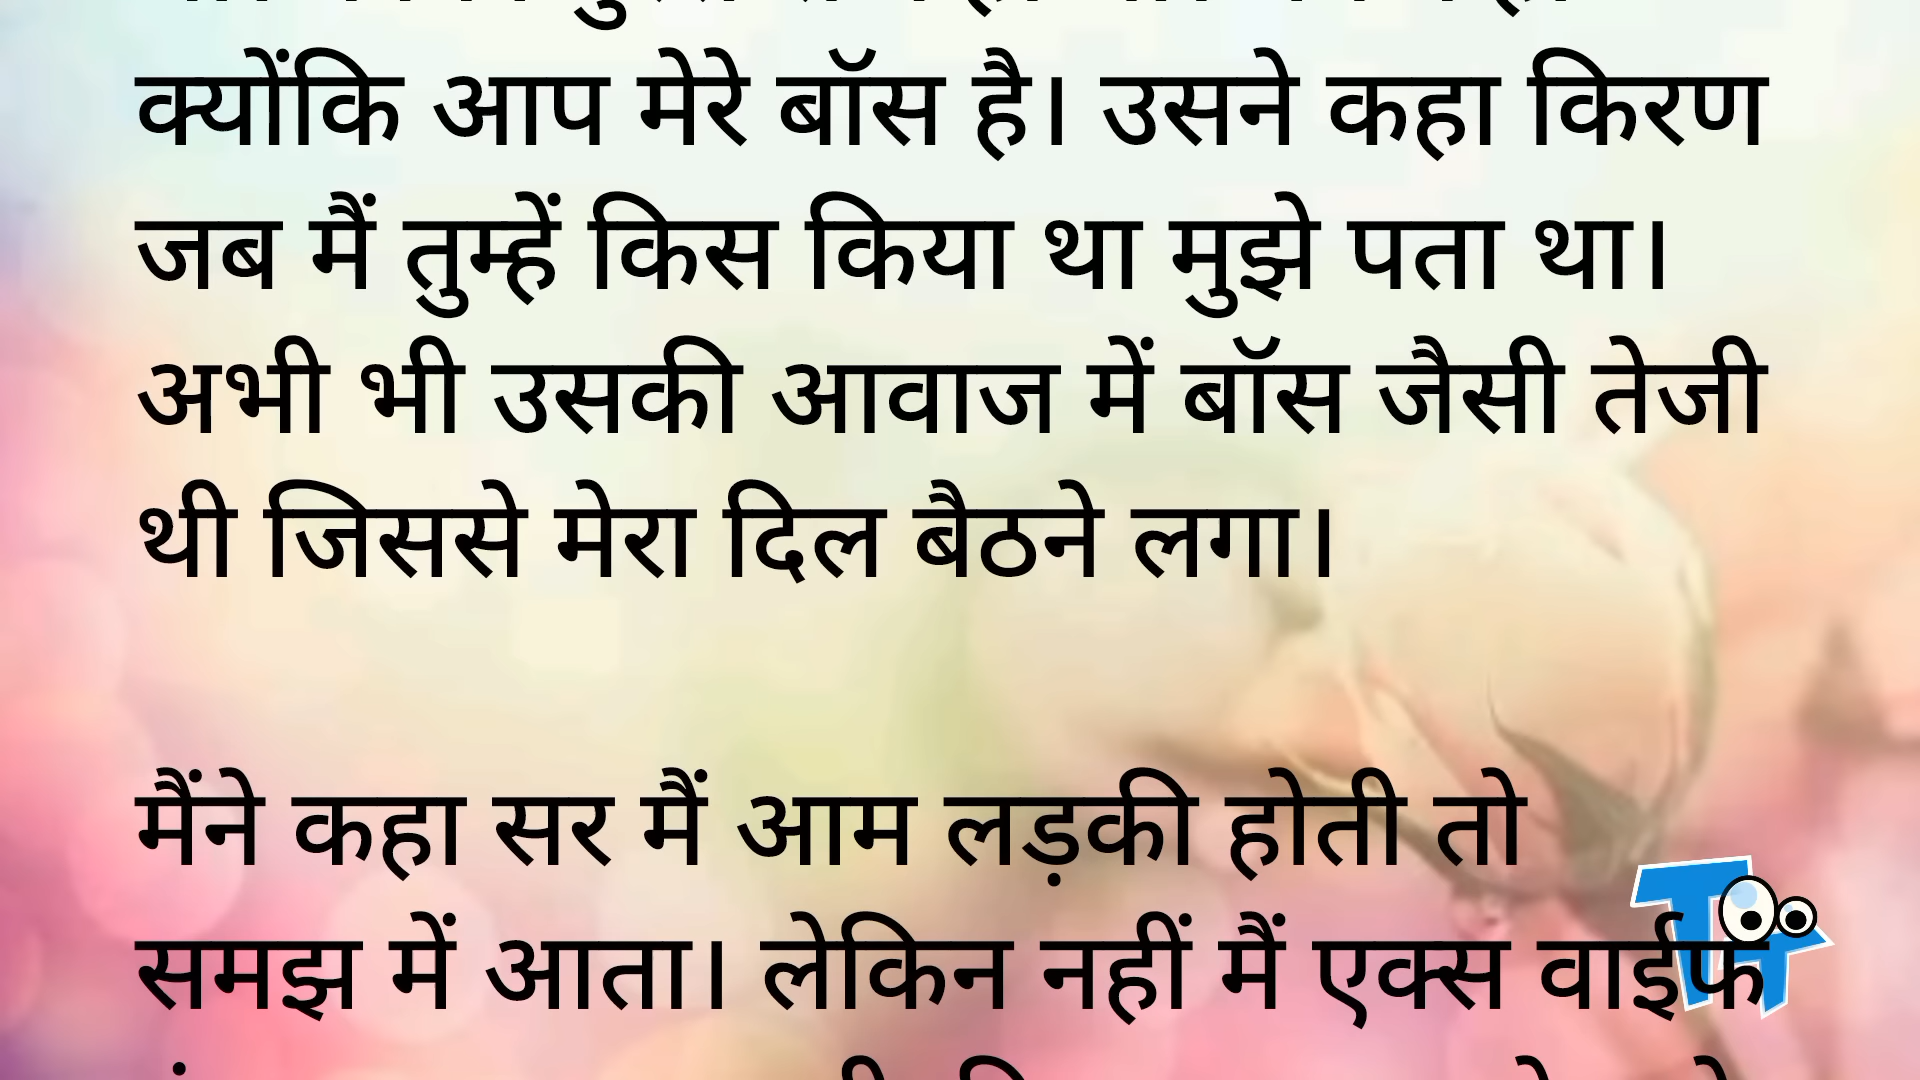 क्योंकि आप मेरे बॉस है। उसने कहा किरण
जब मैं तुम्हें किस किया था मुझे पता था।
अभी भी उसकी आवाज में बॉस जैसी तेजी
थी जिससे मेरा दिल बैठने लगा।
मैंने कहा सर मैं आम लड़की होती तो
समझ में आता। लेकिन नहीं मैं एक्स वाईफ